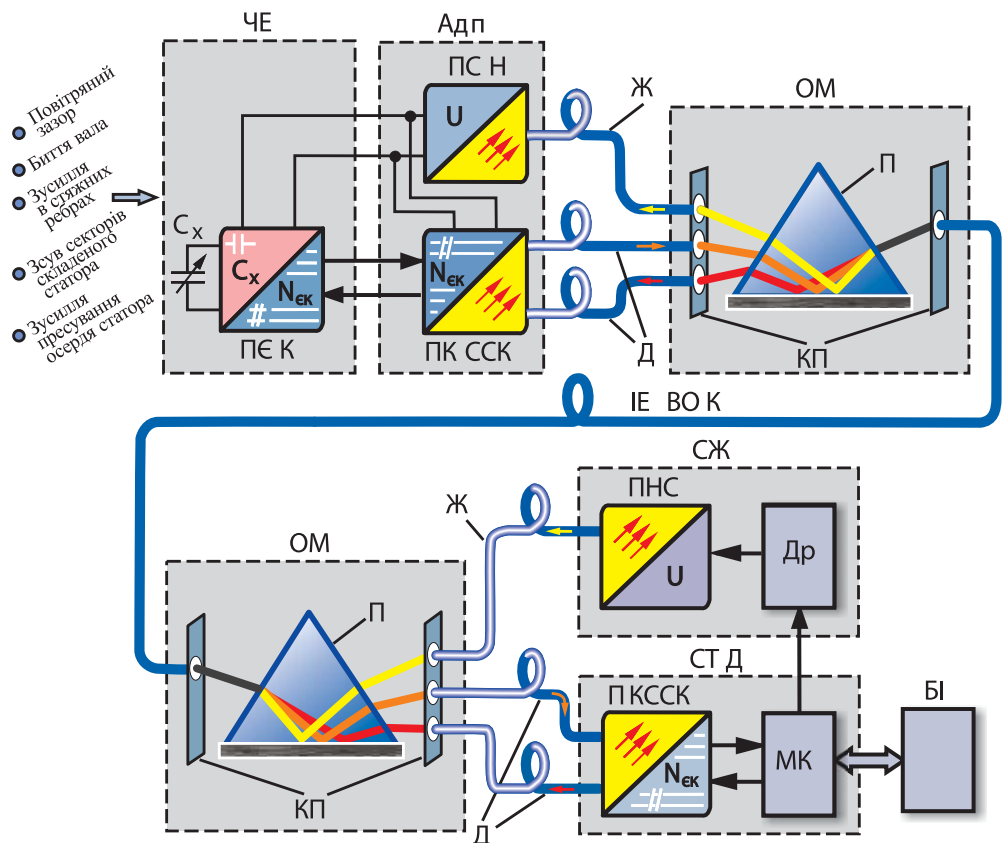 ЧЕ
Адп
Повітряний
зазор
Биття вала
Зусилля
в стяжних
ребрах
Зсув секторів
складеного
статора
Зусилля
пресування
осердя статора
Cx
Cx
Nєк
ПЄ К
ПС Н
U
Nєк
ПК ССК
Ж
Д
ОМ
П
КП
ІЕ ВО К
СЖ
ПНС
U
Др
Ж
ОМ
П
КП
Д
СТ Д
П КССК
Nєк
МК
БІ